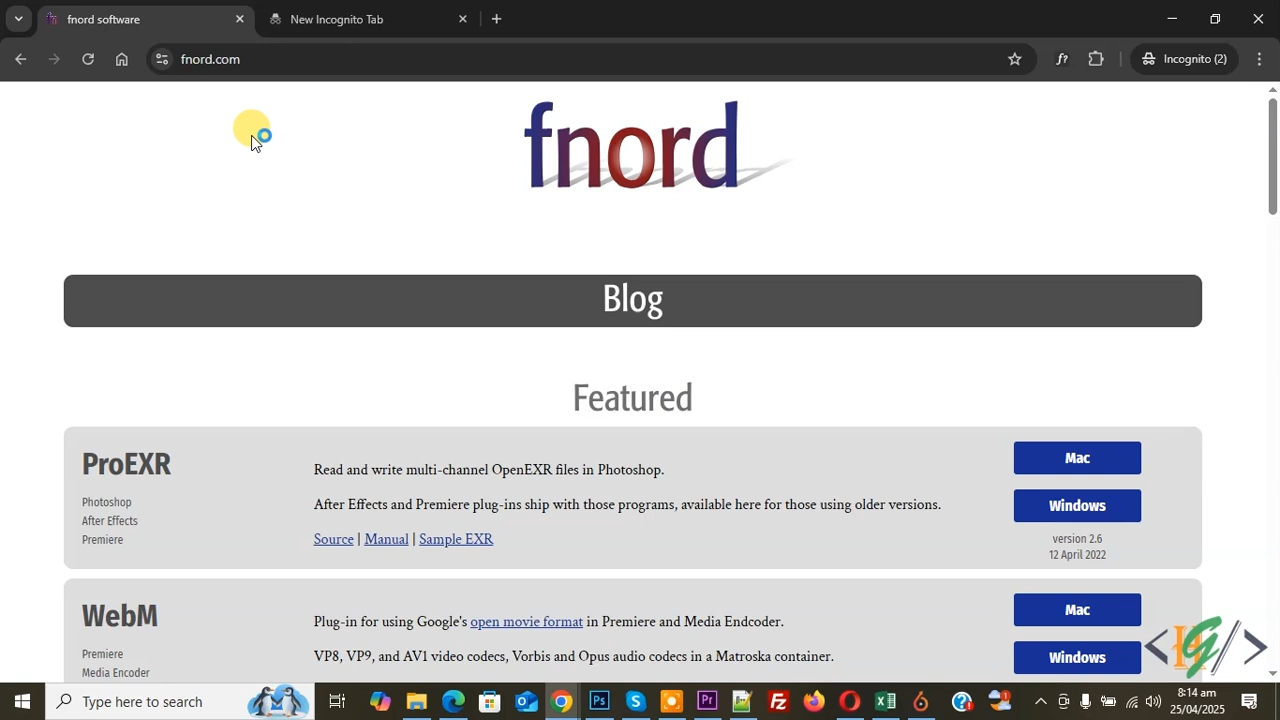 fnord software
New Incognito Tab
fnord.com
f?
Incognito (2)
fnord
Blog
Featured
ProEXR
Photoshop
After Effects
Premiere
Read and write multi-channel OpenEXR files in Photoshop.
After Effects and Premiere plug-ins ship with those programs, available here for those using older versions.
Source | Manual | Sample EXR
Mac
Windows
version 2.6
12 April 2022
WebM
Premiere
Media Encoder
Plug-in for using Google's open movie format in Premiere and Media Endcoder.
VP8, VP9, and AV1 video codecs, Vorbis and Opus audio codecs in a Matroska container.
Mac
Windows
HG
Type here to search
Ps
S
Pr
8:14 am
25/04/2025